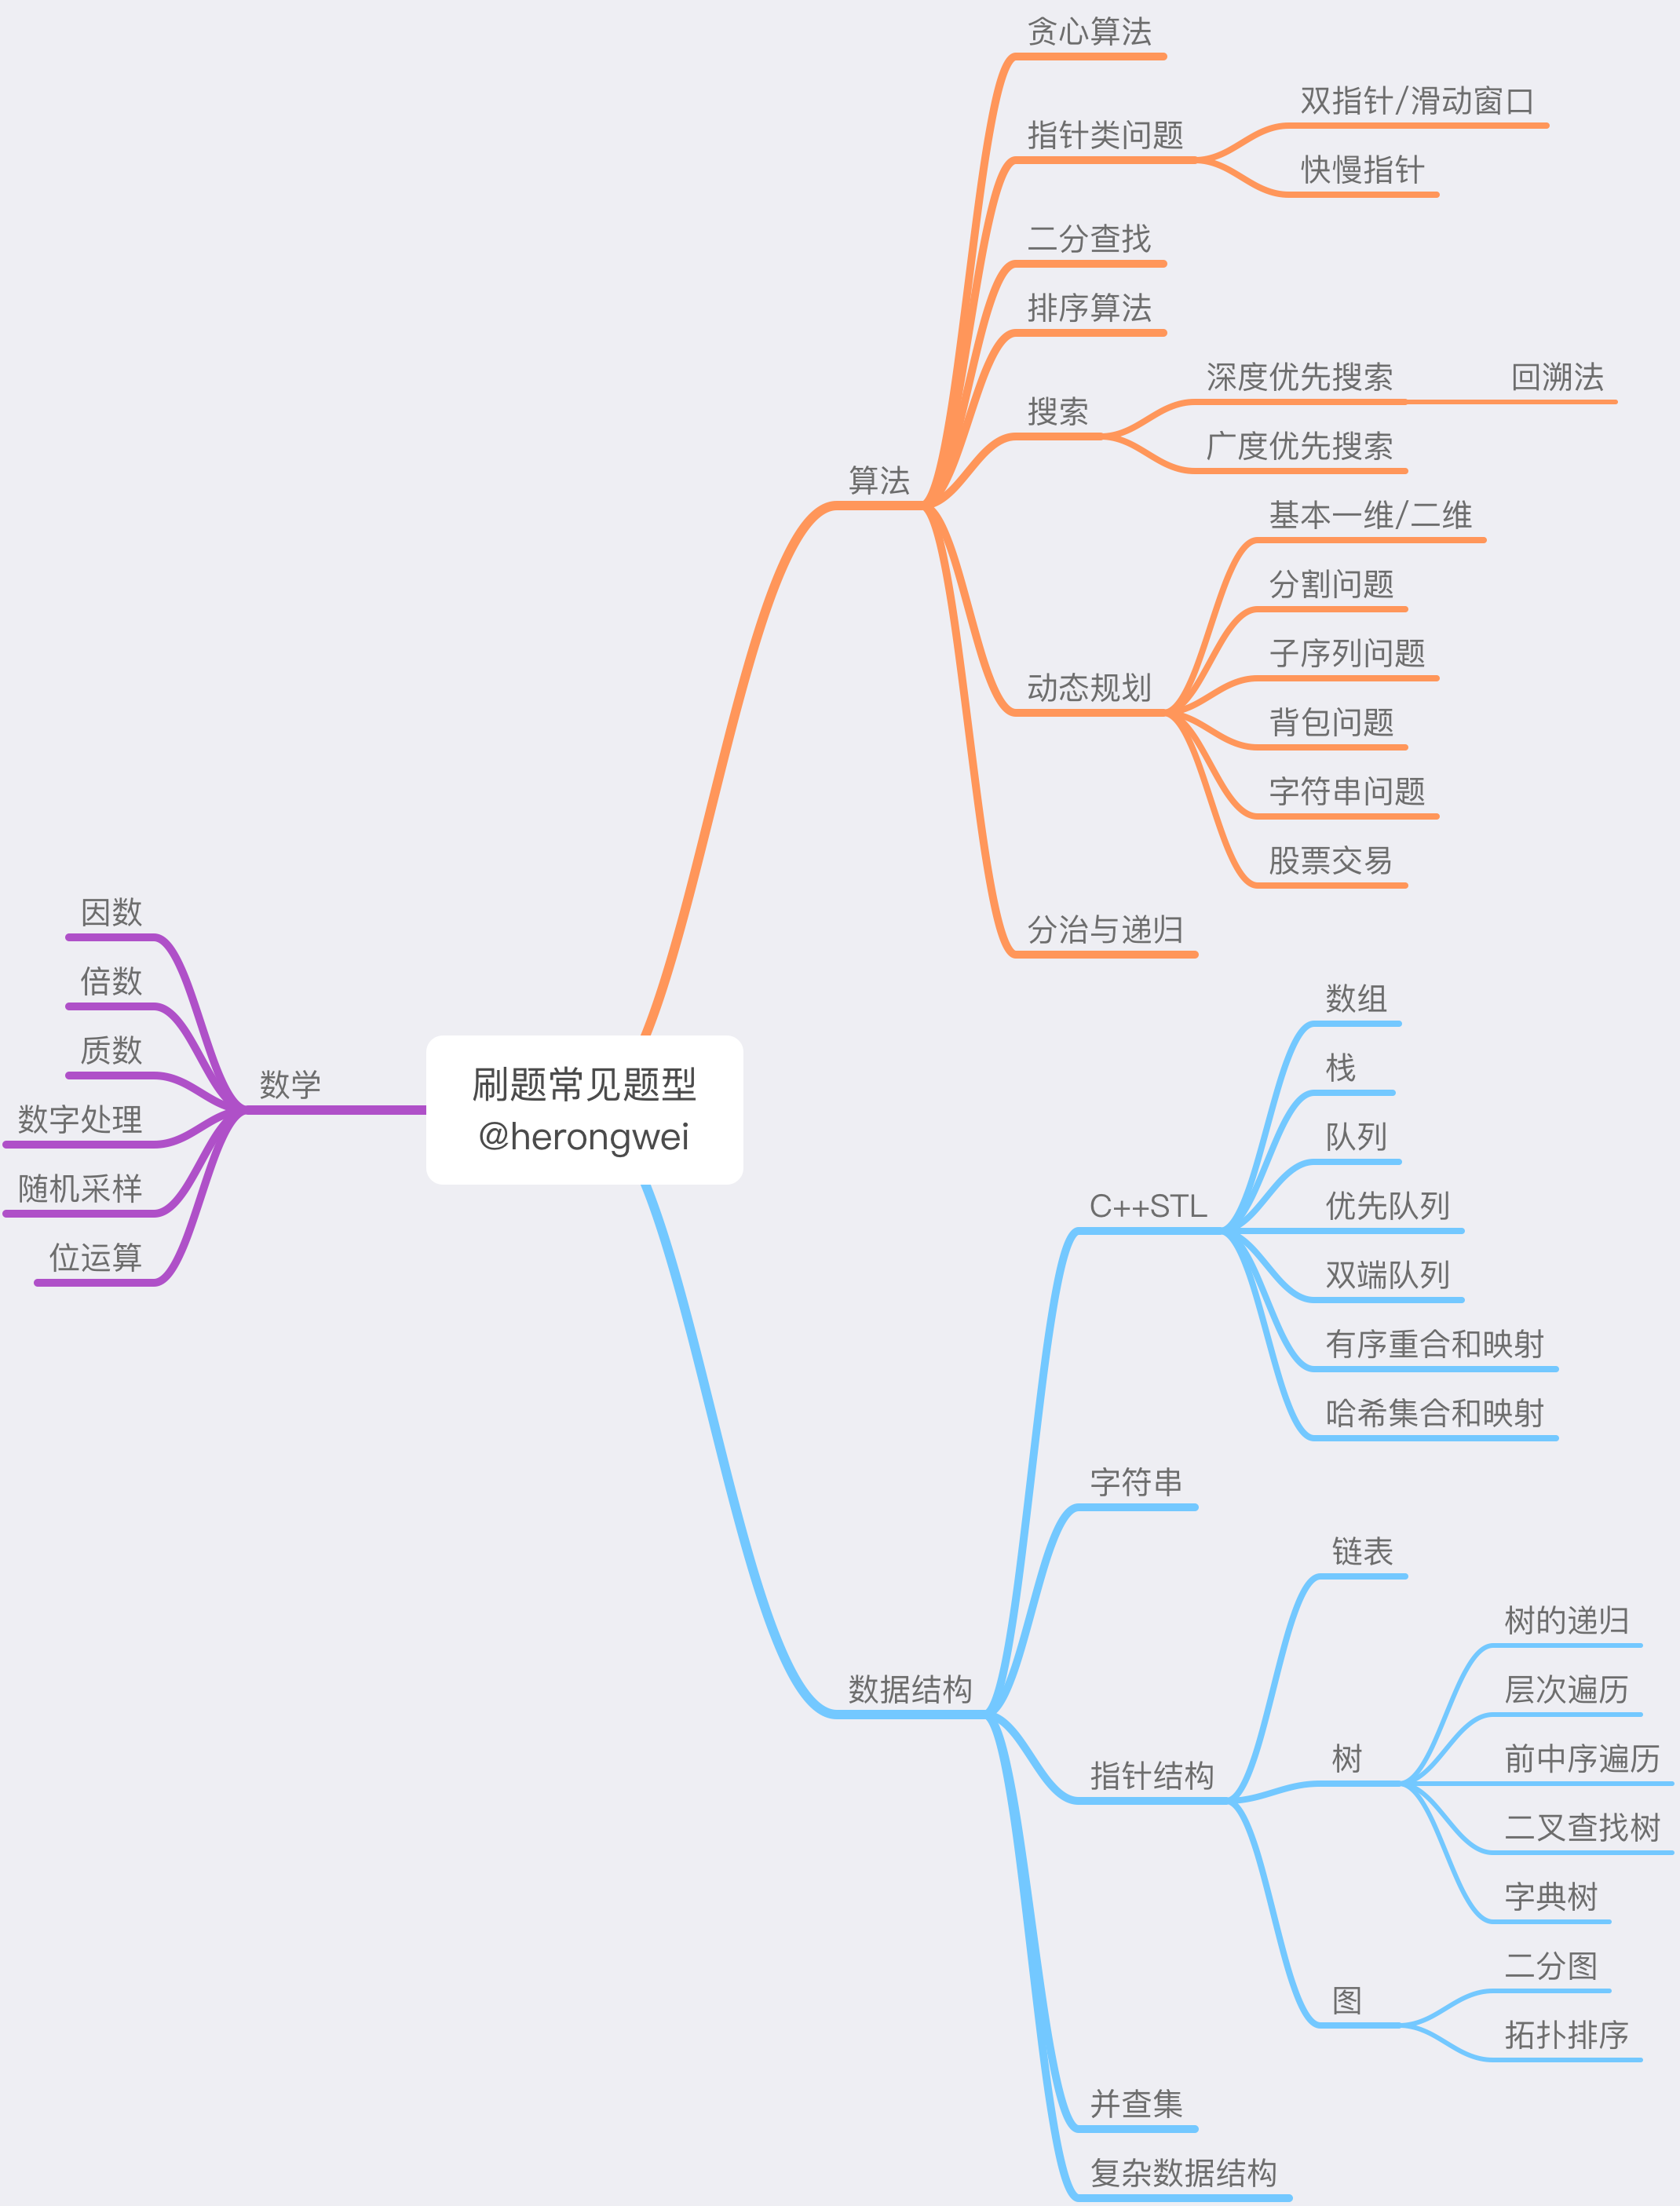 刷题常见题型
@herongwei
算法
贪心算法
指针类问题
双指针/滑动窗口
快慢指针
二分查找
排序算法
搜索
深度优先搜索
回溯法
广度优先搜索
动态规划
基本一维/二维
分割问题
子序列问题
背包问题
字符串问题
股票交易
分治与递归
数据结构
C++STL
数组
栈
队列
优先队列
双端队列
有序重合和映射
哈希集合和映射
字符串
指针结构
链表
树
树的递归
层次遍历
前中序遍历
二叉查找树
字典树
图
二分图
拓扑排序
并查集
复杂数据结构
数学
因数
倍数
质数
数字处理
随机采样
位运算